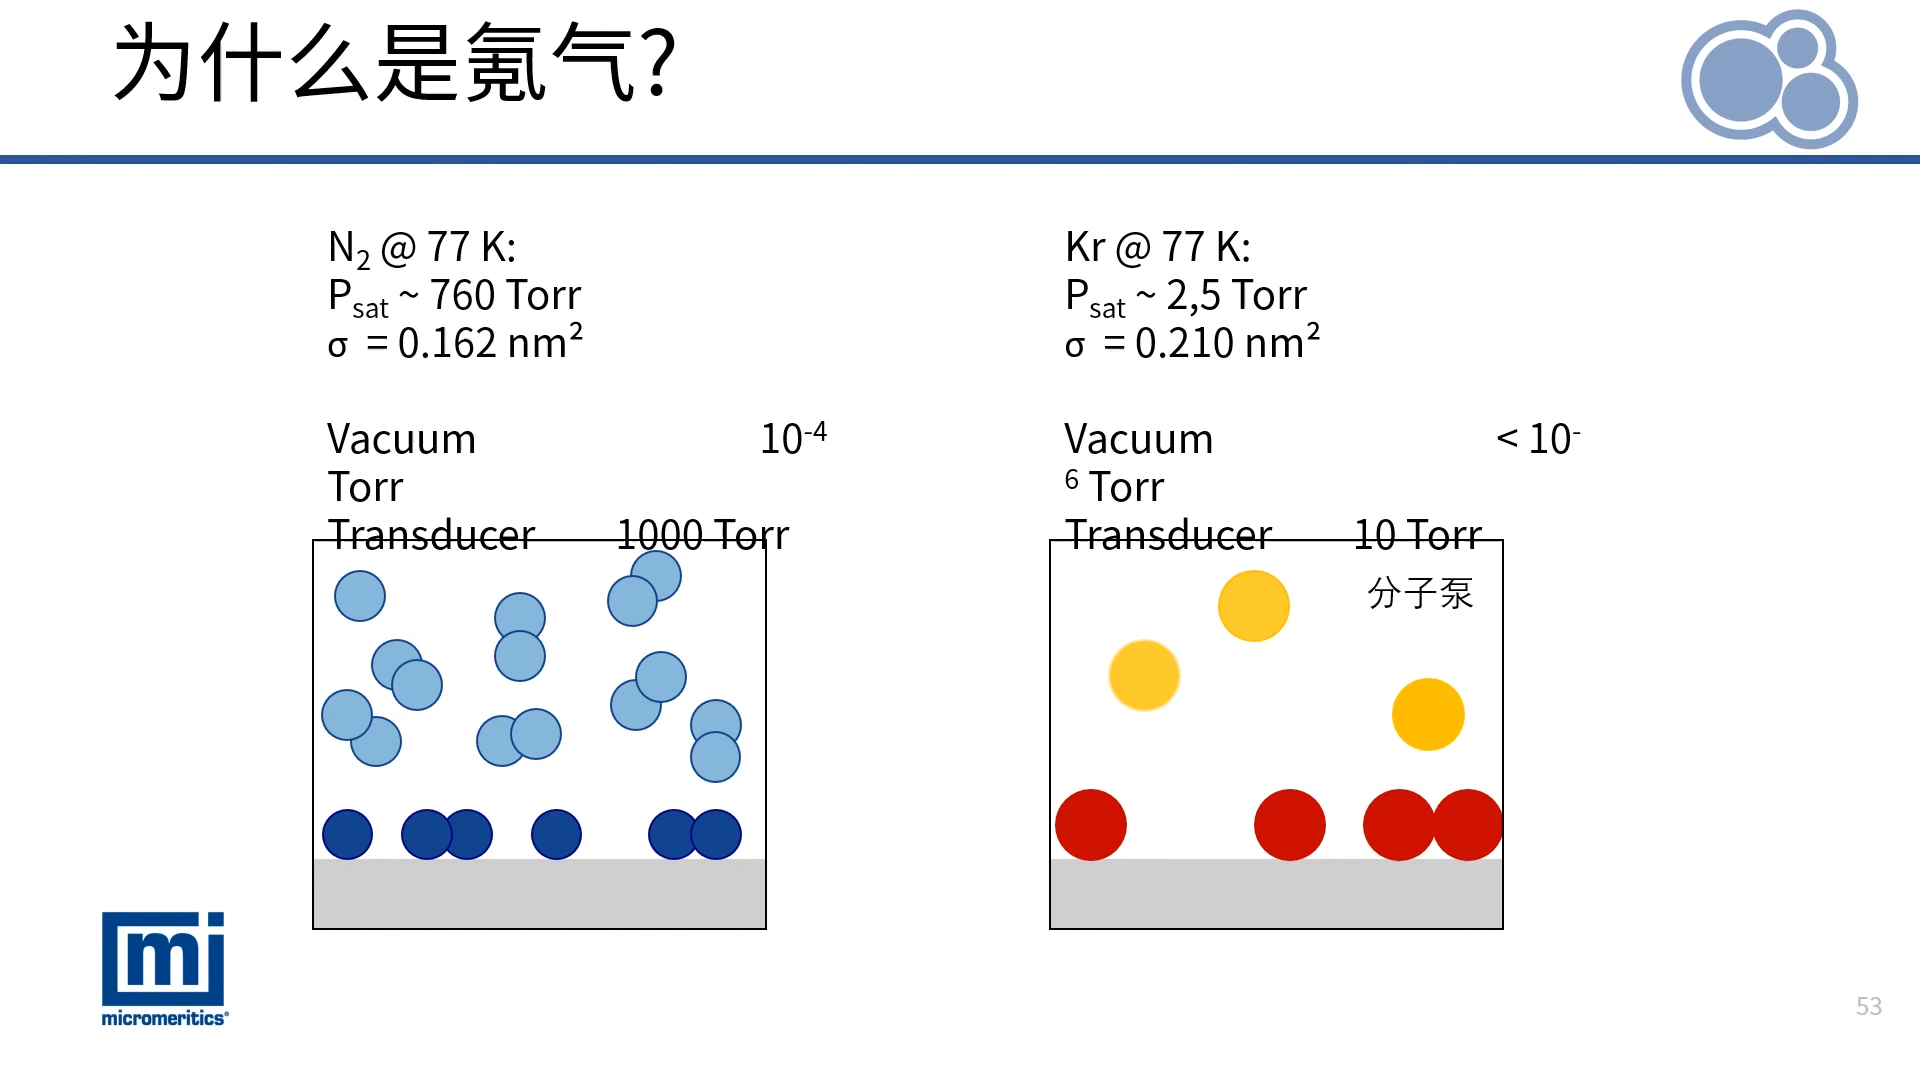 为什么是氪气?
N₂ @ 77 K:
Psat ~ 760 Torr
σ = 0.162 nm²
Vacuum 10⁻⁴
Torr
Transducer 1000 Torr
Kr @ 77 K:
Psat ~ 2,5 Torr
σ = 0.210 nm²
Vacuum < 10⁻
⁶ Torr
Transducer 10 Torr
分子泵
mi
micromeritics®
53